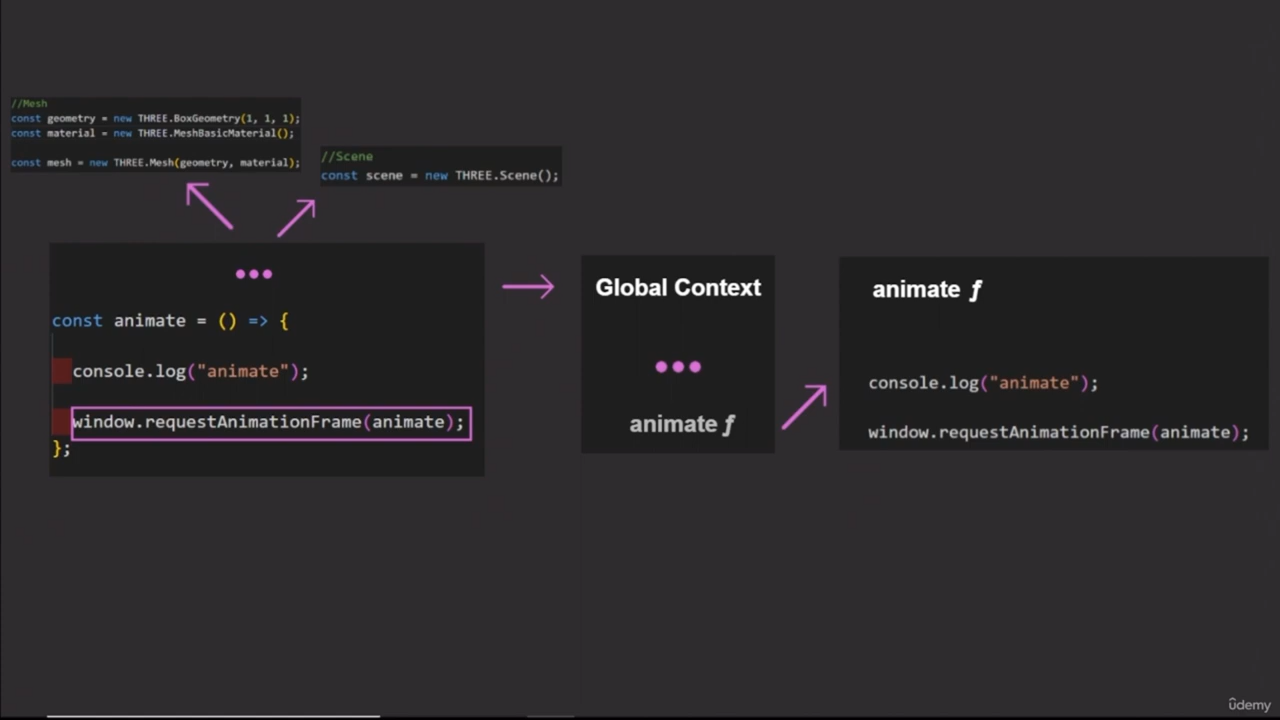 //Mesh
const geometry = new THREE.BoxGeometry(1, 1, 1);
const material = new THREE.MeshBasicMaterial();
const mesh = new THREE.Mesh(geometry, material);
//Scene
const scene = new THREE.Scene();
const animate = () => {
console.log("animate");
window.requestAnimationFrame(animate);
};
Global Context
animate ƒ
animate ƒ
console.log("animate");
window.requestAnimationFrame(animate);
ûdemy